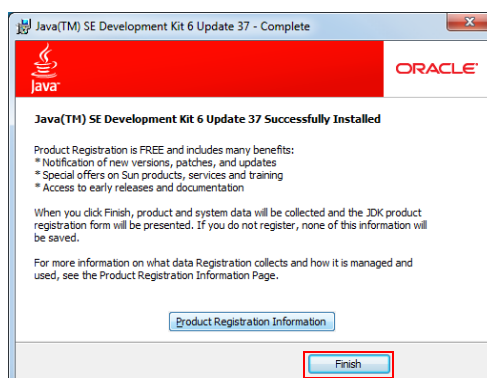 Java(TM) SE Development Kit 6 Update 37 - Complete
Java™
ORACLE®
Java(TM) SE Development Kit 6 Update 37 Successfully Installed
Product Registration is FREE and includes many benefits:
* Notification of new versions, patches, and updates
* Special offers on Sun products, services and training
* Access to early releases and documentation
When you click Finish, product and system data will be collected and the JDK product
registration form will be presented. If you do not register, none of this information will
be saved.
For more information on what data Registration collects and how it is managed and
used, see the Product Registration Information Page.
Product Registration Information
Finish